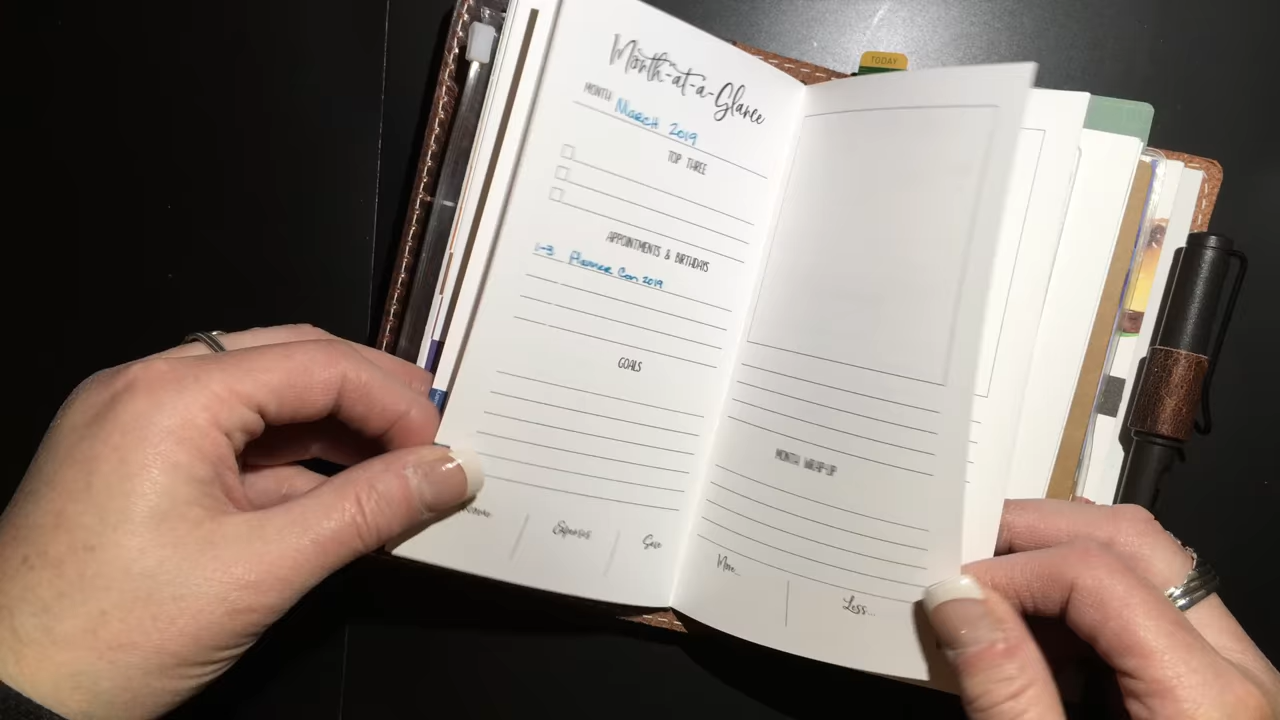 TODAY
Month-at-a-Glance
MONTH: March 2019
TOP THREE
APPOINTMENTS & BIRTHDAYS
1-3 Planner Con 2019
GOALS
Expenses
Save
MONTH WRAP-UP
More...
Less...